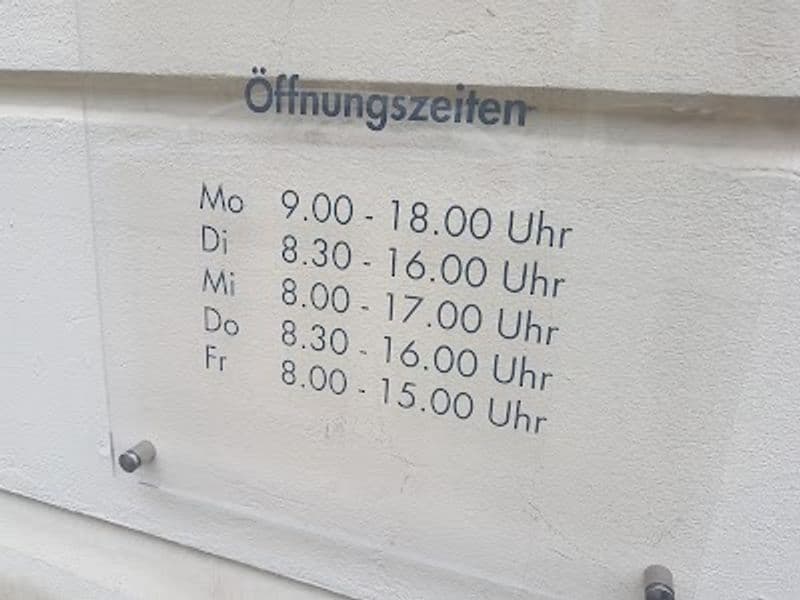 Öffnungszeiten
Mo 9.00 - 18.00 Uhr
Di 8.30 - 16.00 Uhr
Mi 8.00 - 17.00 Uhr
Do 8.30 - 16.00 Uhr
Fr 8.00 - 15.00 Uhr